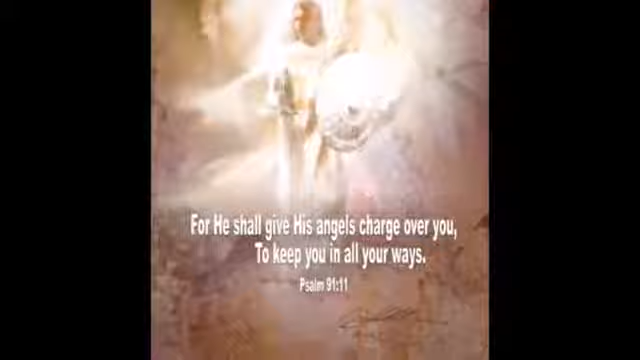 For He shall give His angels charge over you,
To keep you in all your ways.
Psalm 91:11